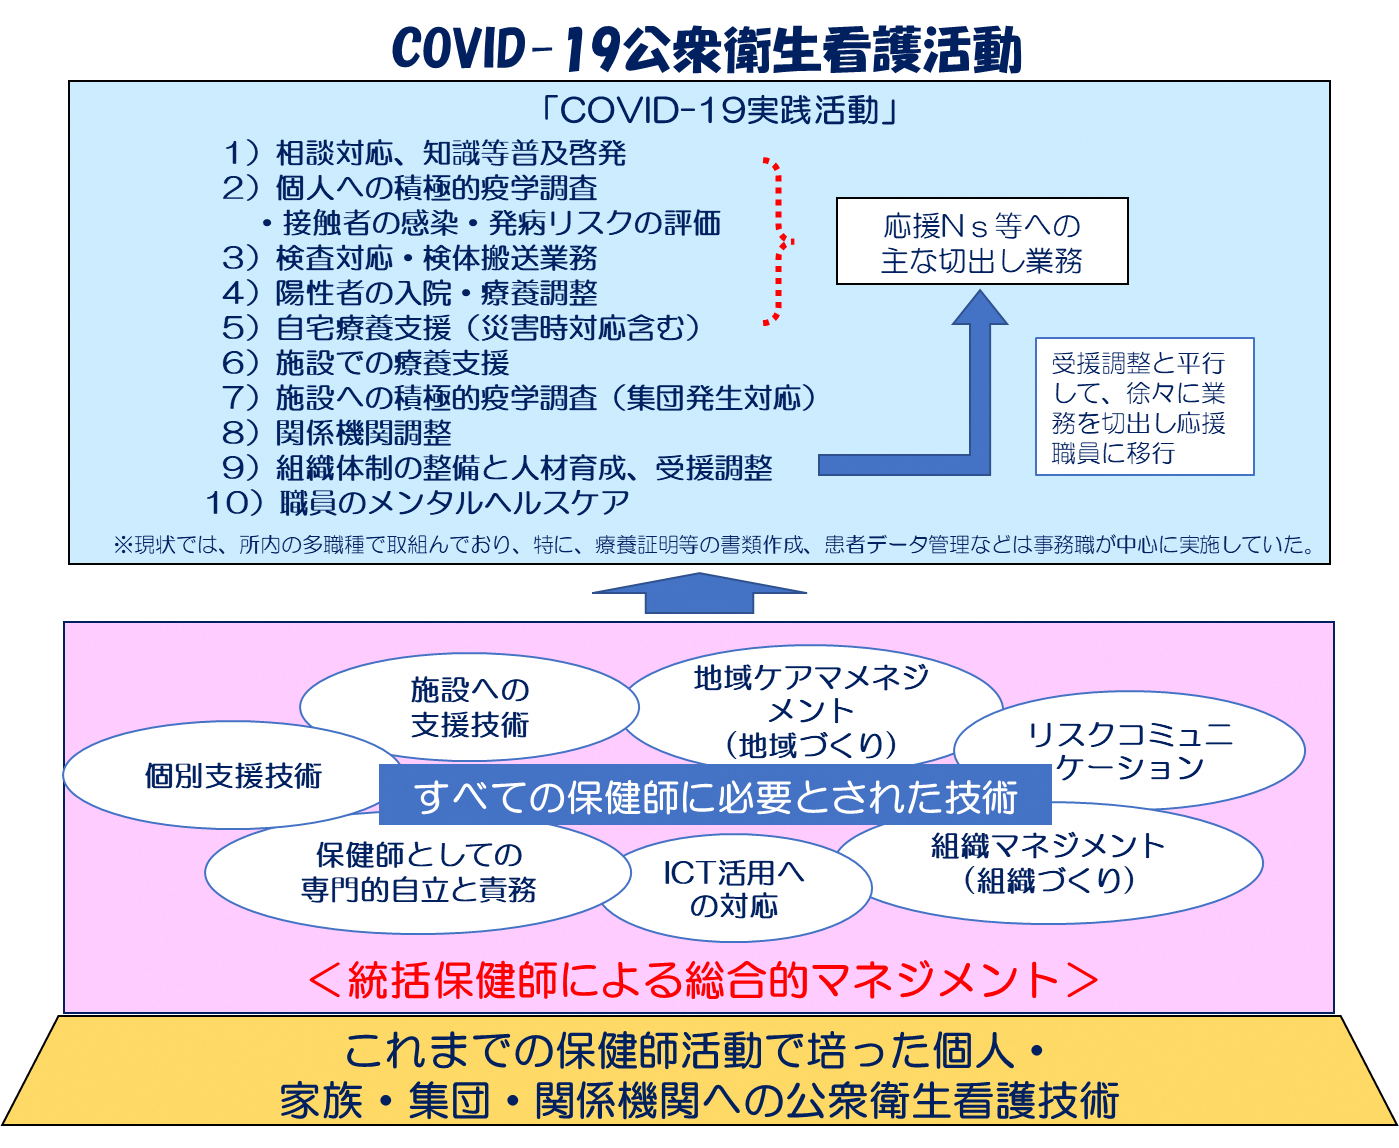 COVID-19公衆衛生看護活動
「COVID-19実践活動」
1）相談対応、知識等普及啓発
2）個人への積極的疫学調査
・接触者の感染・発病リスクの評価
3）検査対応・検体搬送業務
4）陽性者の入院・療養調整
5）自宅療養支援（災害時対応含む）
6）施設での療養支援
7）施設への積極的疫学調査（集団発生対応）
8）関係機関調整
9）組織体制の整備と人材育成、受援調整
10）職員のメンタルヘルスケア
応援Ｎｓ等への
主な切出し業務
受援調整と平行
して、徐々に業
務を切出し応援
職員に移行
※現状では、所内の多職種で取組んでおり、特に、療養証明等の書類作成、患者データ管理などは事務職が中心に実施していた。
施設への
支援技術
地域ケアマメネジ
メント
（地域づくり）
リスクコミュニ
ケーション
個別支援技術
すべての保健師に必要とされた技術
保健師としての
専門的自立と責務
ICT活用へ
の対応
組織マネジメント
（組織づくり）
＜統括保健師による総合的マネジメント＞
これまでの保健師活動で培った個人・
家族・集団・関係機関への公衆衛生看護技術